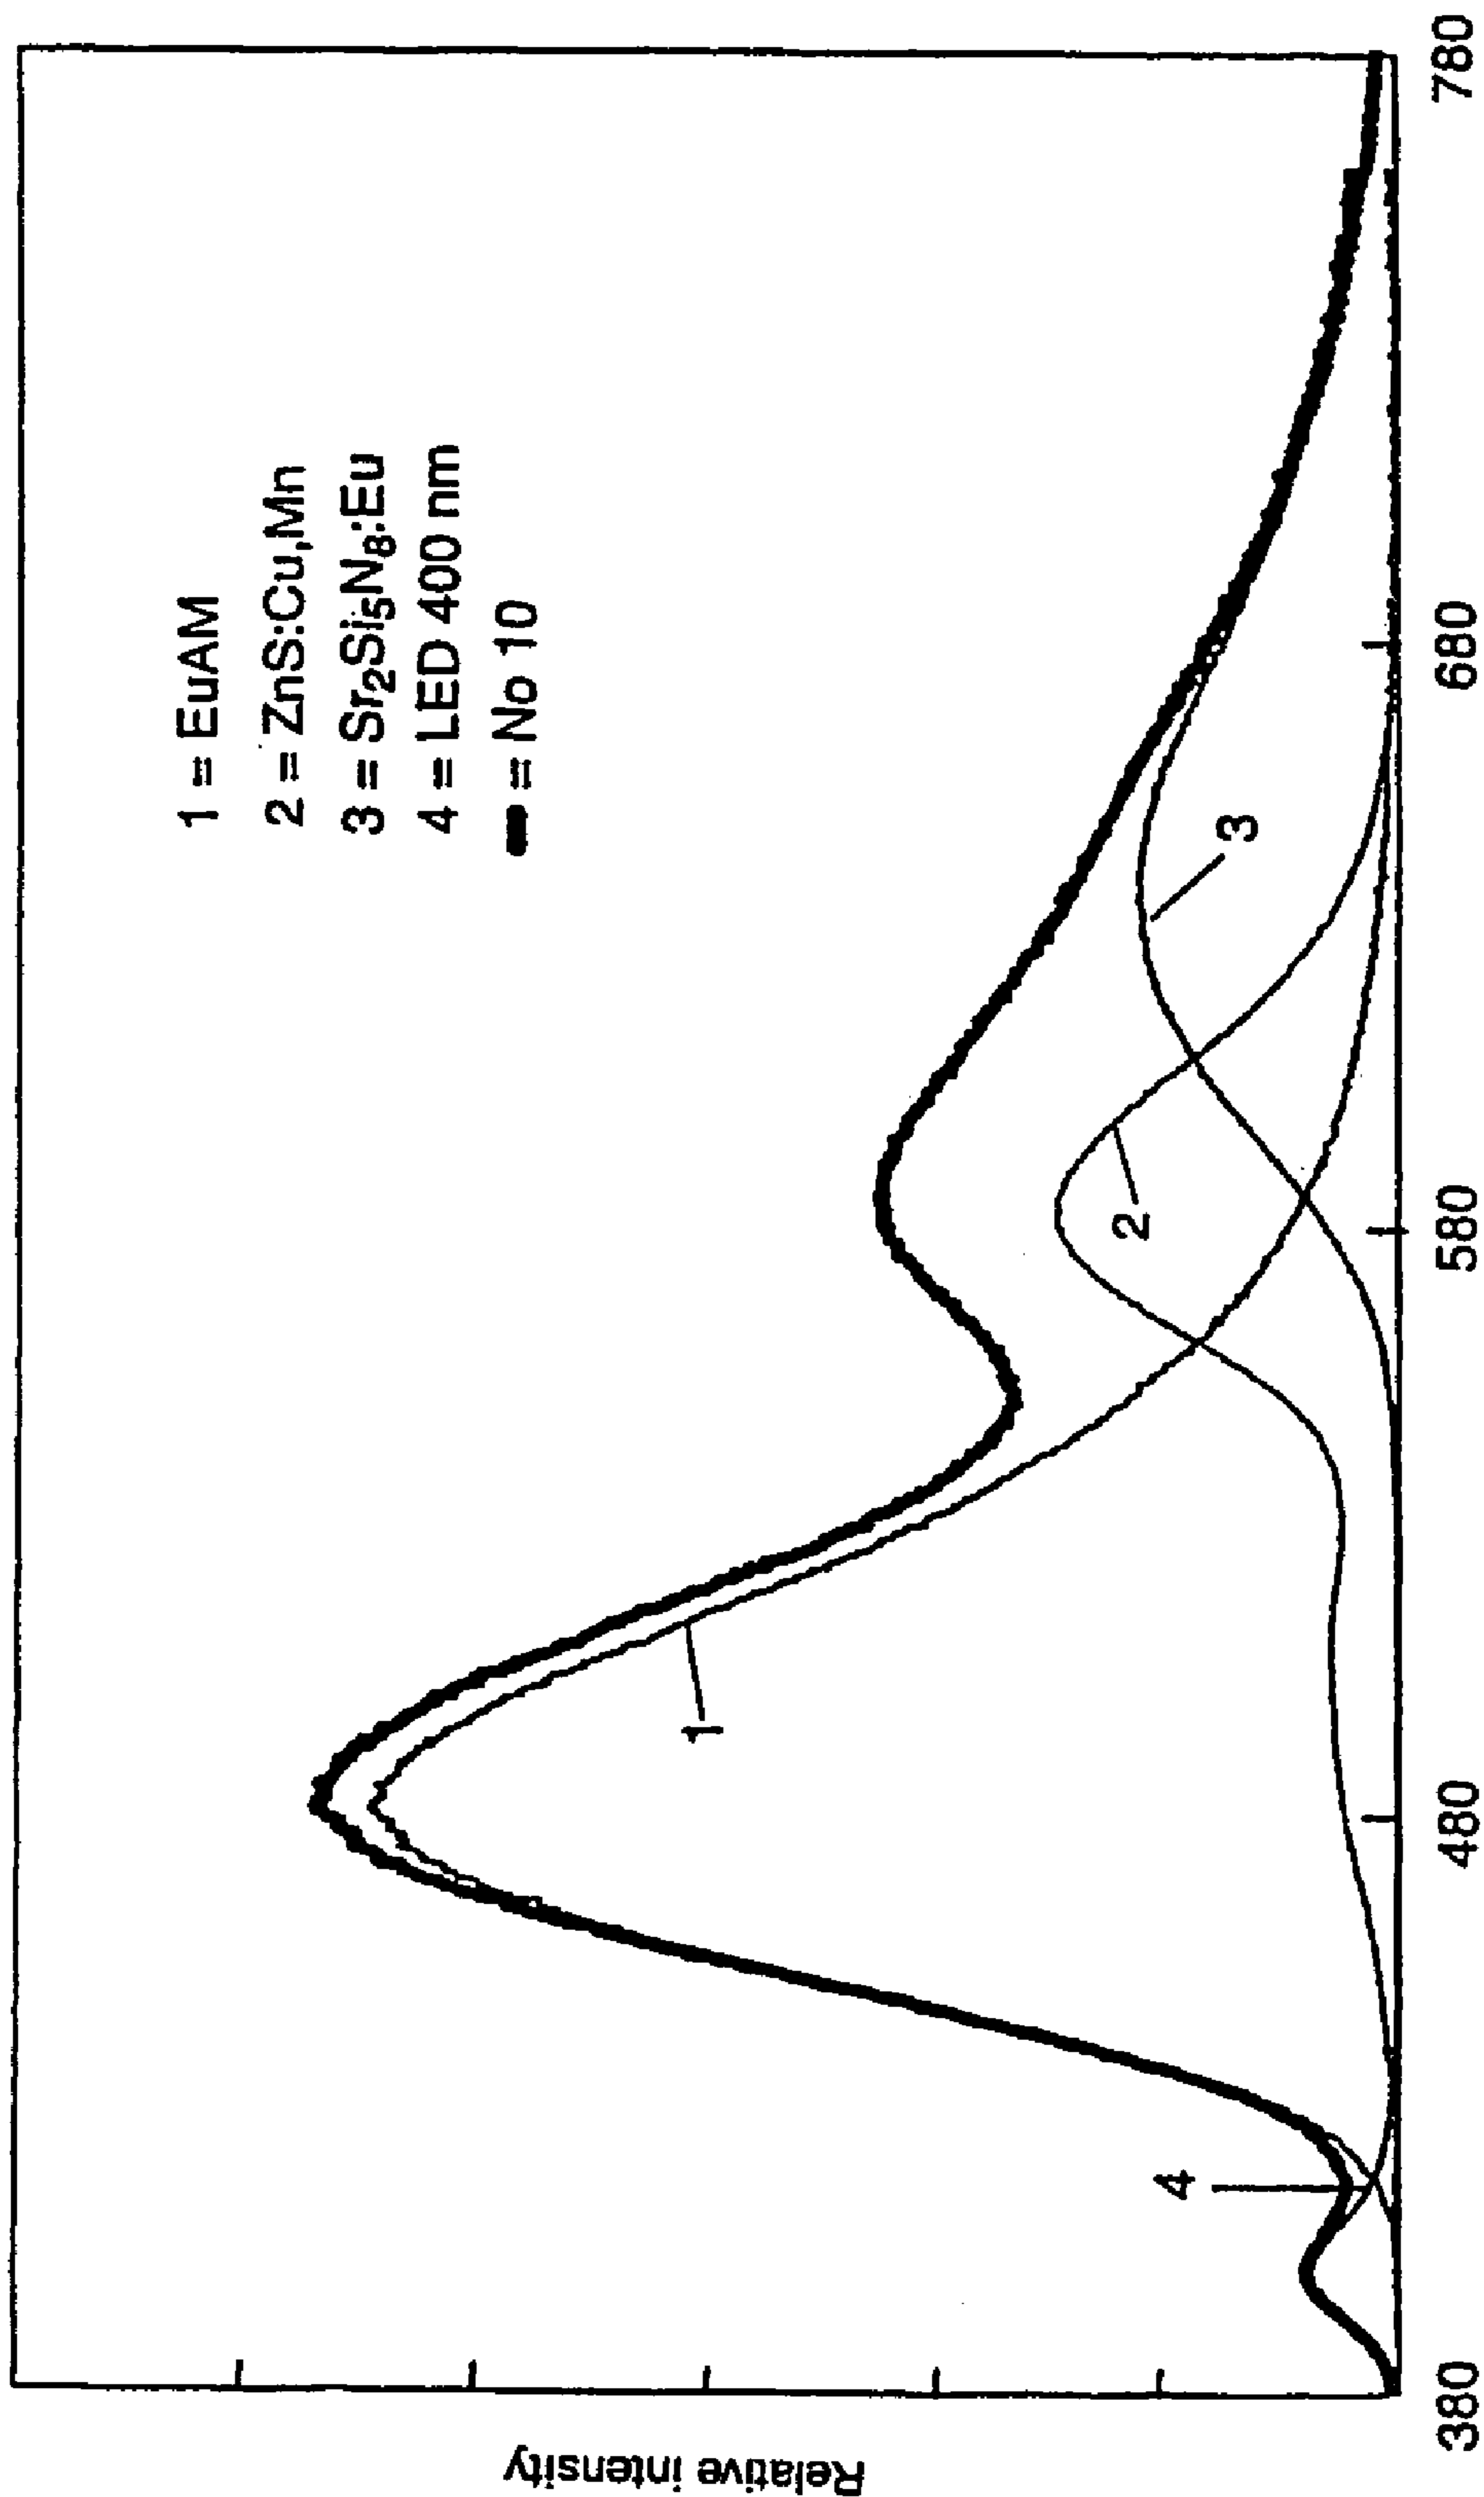 1 = EuAlM
2 = ZnS:Cu,Mn
3 = Sr2Si5N8:Eu
4 = LED 400 nm
= No 10
Relative intensity
1
2
3
4
380
480
580
680
780